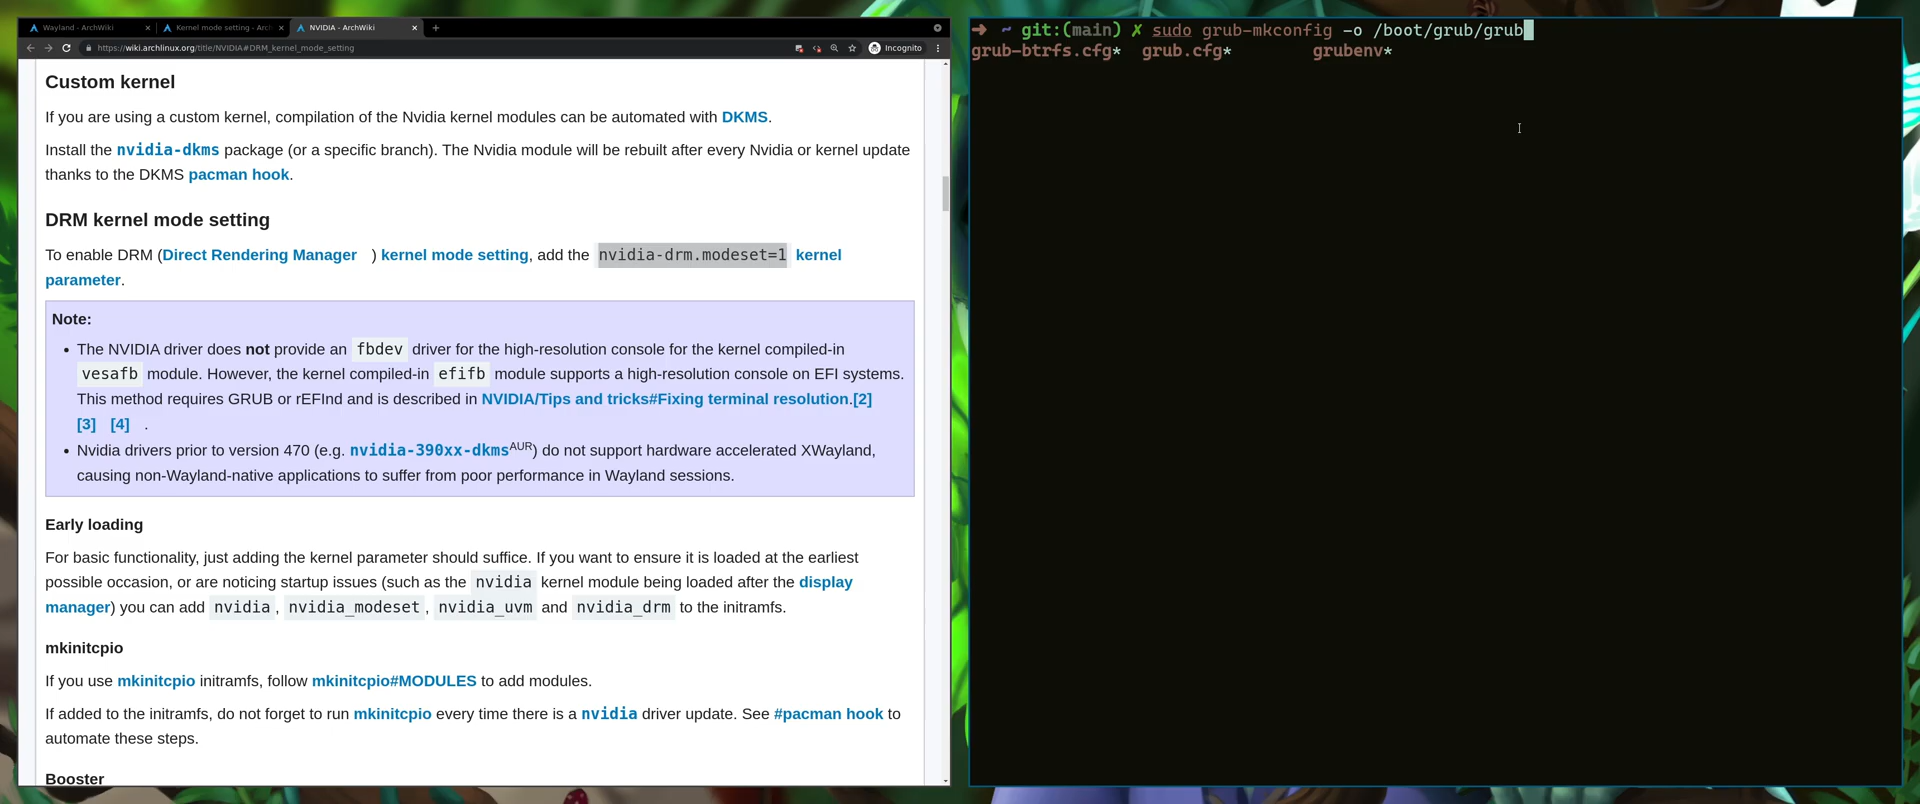 Wayland - ArchWiki × Kernel mode setting - Arch × NVIDIA - ArchWiki × +
https://wiki.archlinux.org/title/NVIDIA#DRM_kernel_mode_setting Incognito
Custom kernel
If you are using a custom kernel, compilation of the Nvidia kernel modules can be automated with DKMS.
Install the nvidia-dkms package (or a specific branch). The Nvidia module will be rebuilt after every Nvidia or kernel update
thanks to the DKMS pacman hook.
DRM kernel mode setting
To enable DRM (Direct Rendering Manager ) kernel mode setting, add the nvidia-drm.modeset=1 kernel
parameter.
Note:
• The NVIDIA driver does not provide an fbdev driver for the high-resolution console for the kernel compiled-in
vesafb module. However, the kernel compiled-in efifb module supports a high-resolution console on EFI systems.
This method requires GRUB or rEFInd and is described in NVIDIA/Tips and tricks#Fixing terminal resolution.[2]
[3] [4] .
• Nvidia drivers prior to version 470 (e.g. nvidia-390xx-dkmsAUR) do not support hardware accelerated XWayland,
causing non-Wayland-native applications to suffer from poor performance in Wayland sessions.
Early loading
For basic functionality, just adding the kernel parameter should suffice. If you want to ensure it is loaded at the earliest
possible occasion, or are noticing startup issues (such as the nvidia kernel module being loaded after the display
manager) you can add nvidia, nvidia_modeset, nvidia_uvm and nvidia_drm to the initramfs.
mkinitcpio
If you use mkinitcpio initramfs, follow mkinitcpio#MODULES to add modules.
If added to the initramfs, do not forget to run mkinitcpio every time there is a nvidia driver update. See #pacman hook to
automate these steps.
Booster
➜ ~ git:(main) ✗ sudo grub-mkconfig -o /boot/grub/grub
grub-btrfs.cfg* grub.cfg* grubenv*